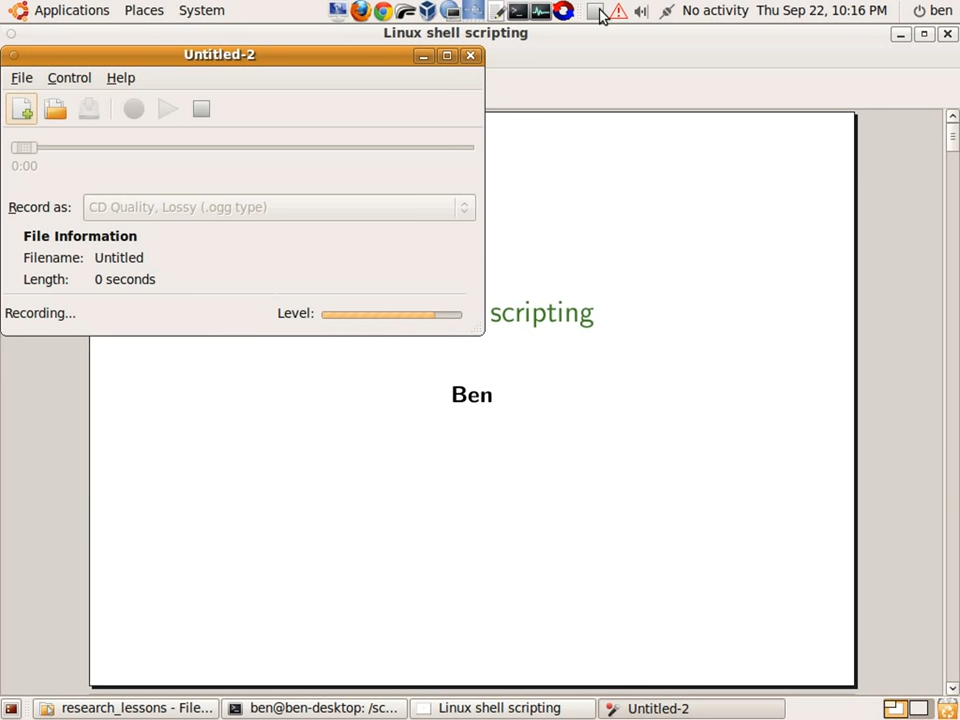 Applications Places System
No activity Thu Sep 22, 10:16 PM ben
Linux shell scripting
Untitled-2
File Control Help
0:00
Record as: CD Quality, Lossy (.ogg type)
File Information
Filename: Untitled
Length: 0 seconds
Recording... Level:
scripting
Ben
research_lessons - File... ben@ben-desktop: /sc... Linux shell scripting Untitled-2